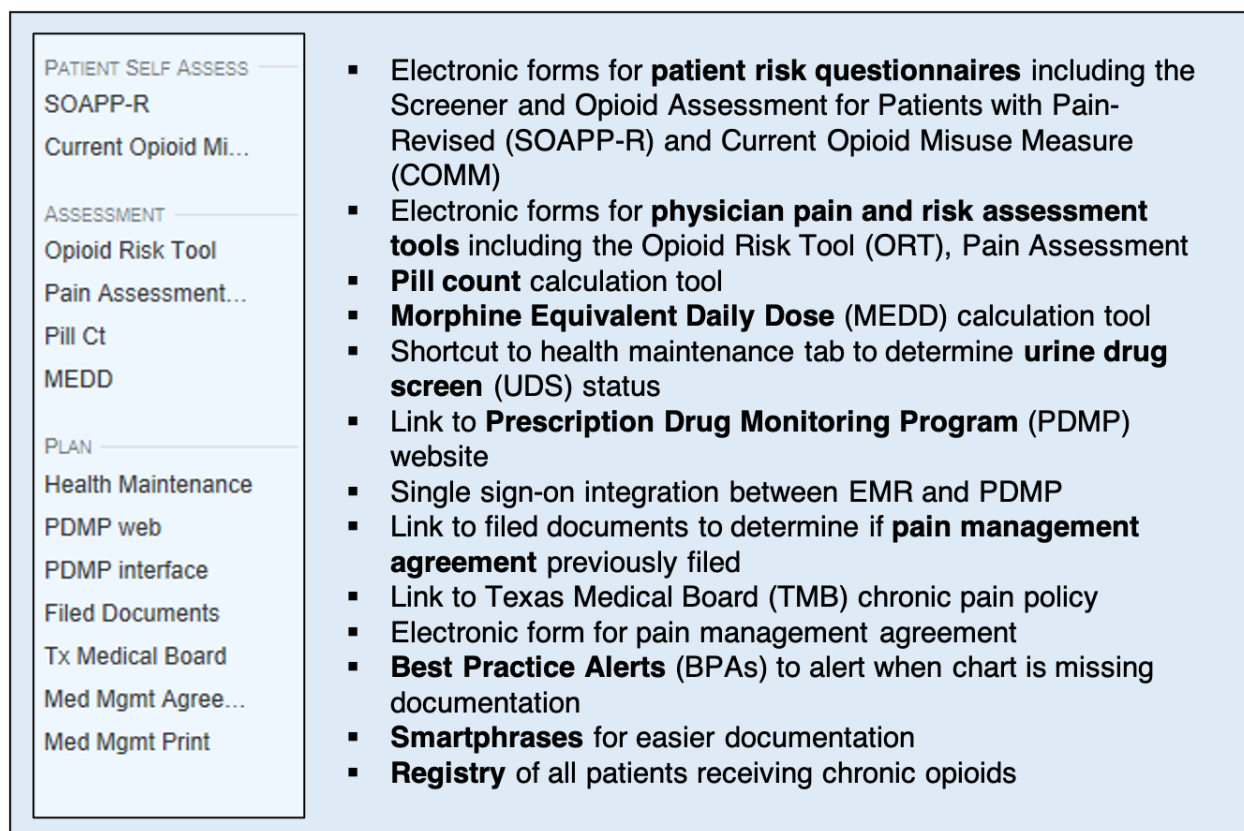 PATIENT SELF ASSESS
SOAPP-R
Current Opioid Mi...
ASSESSMENT
Opioid Risk Tool
Pain Assessment...
Pill Ct
MEDD
PLAN
Health Maintenance
PDMP web
PDMP interface
Filed Documents
Tx Medical Board
Med Mgmt Agree...
Med Mgmt Print
▪ Electronic forms for patient risk questionnaires including the
Screener and Opioid Assessment for Patients with Pain-
Revised (SOAPP-R) and Current Opioid Misuse Measure
(COMM)
▪ Electronic forms for physician pain and risk assessment
tools including the Opioid Risk Tool (ORT), Pain Assessment
▪ Pill count calculation tool
▪ Morphine Equivalent Daily Dose (MEDD) calculation tool
▪ Shortcut to health maintenance tab to determine urine drug
screen (UDS) status
▪ Link to Prescription Drug Monitoring Program (PDMP)
website
▪ Single sign-on integration between EMR and PDMP
▪ Link to filed documents to determine if pain management
agreement previously filed
▪ Link to Texas Medical Board (TMB) chronic pain policy
▪ Electronic form for pain management agreement
▪ Best Practice Alerts (BPAs) to alert when chart is missing
documentation
▪ Smartphrases for easier documentation
▪ Registry of all patients receiving chronic opioids